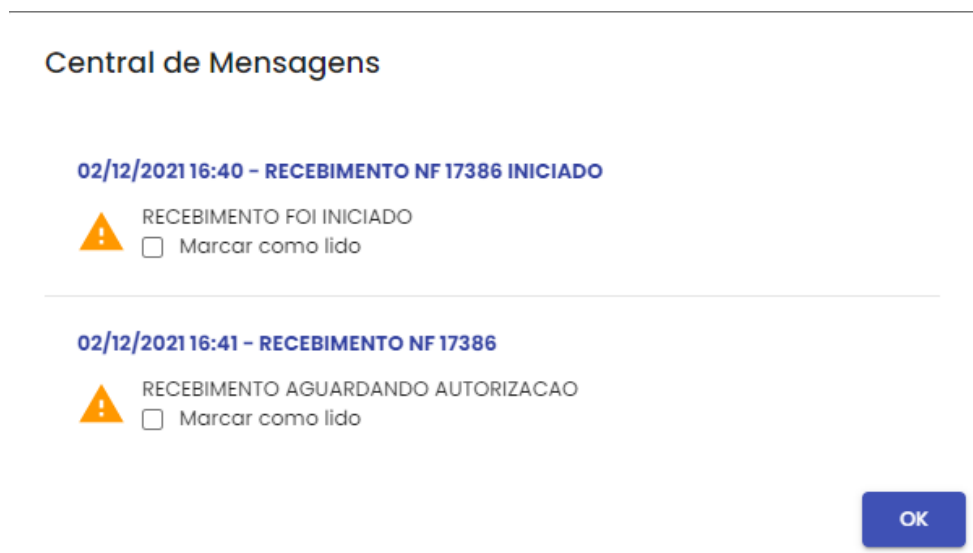 Central de Mensagens
02/12/2021 16:40 - RECEBIMENTO NF 17386 INICIADO
RECEBIMENTO FOI INICIADO
Marcar como lido
02/12/2021 16:41 - RECEBIMENTO NF 17386
RECEBIMENTO AGUARDANDO AUTORIZACAO
Marcar como lido
OK